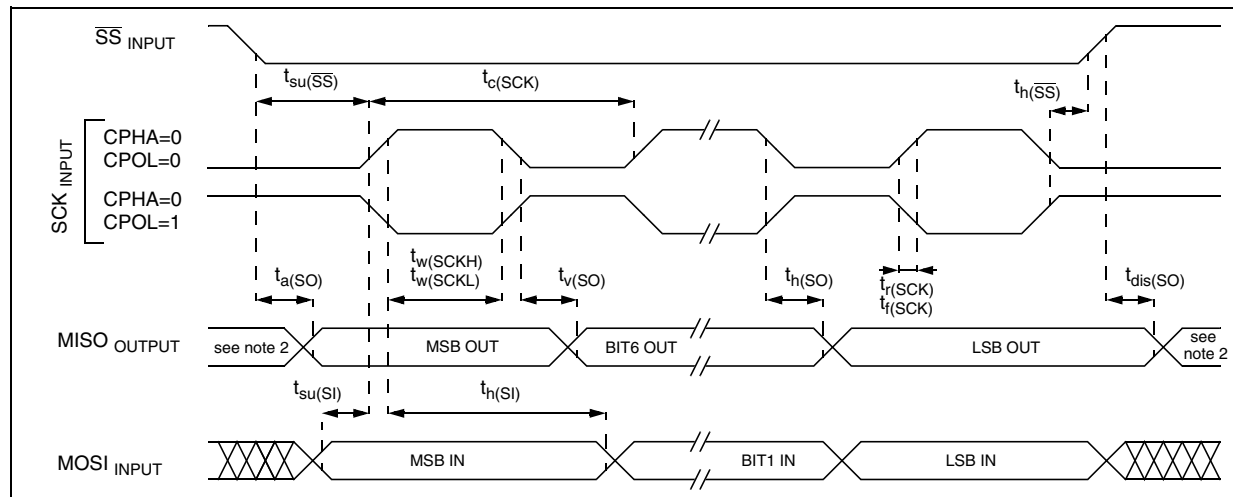 SS INPUT
tsu(SS)
tc(SCK)
th(SS)
SCK INPUT
CPHA=0
CPOL=0
CPHA=0
CPOL=1
ta(SO)
tw(SCKH)
tw(SCKL)
tv(SO)
th(SO)
tr(SCK)
tf(SCK)
tdis(SO)
MISO OUTPUT
see note 2
MSB OUT
BIT6 OUT
LSB OUT
see
note 2
tsu(SI)
th(SI)
MOSI INPUT
MSB IN
BIT1 IN
LSB IN